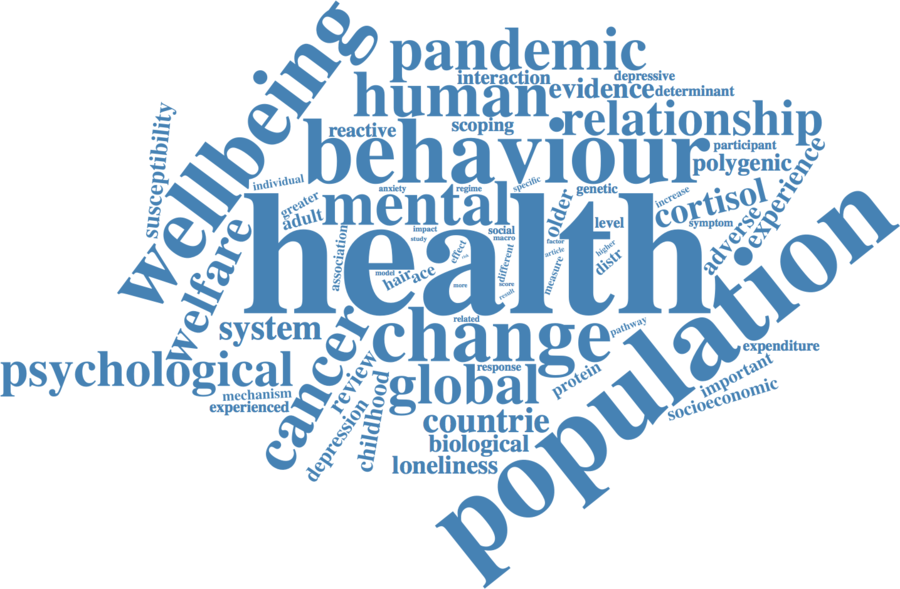 pandemic
interaction
depressive
human
evidence
determinant
wellbeing
relationship
reactive
scoping
susceptibility
behaviour
participant
polygenic
experience
individual
anxiety
regime
specific
genetic
greater
adult
mental
older
level
increase
cortisol
symptom
adverse
welfare
association
health
impact
study
social
macro
effect
different
factor
article
higher
distr
measure
model
hair
ace
more
score
result
population
system
cancer
related
change
pathway
expenditure
psychological
review
response
global
protein
important
socioeconomic
mechanism
experienced
depression
childhood
countrie
biological
loneliness